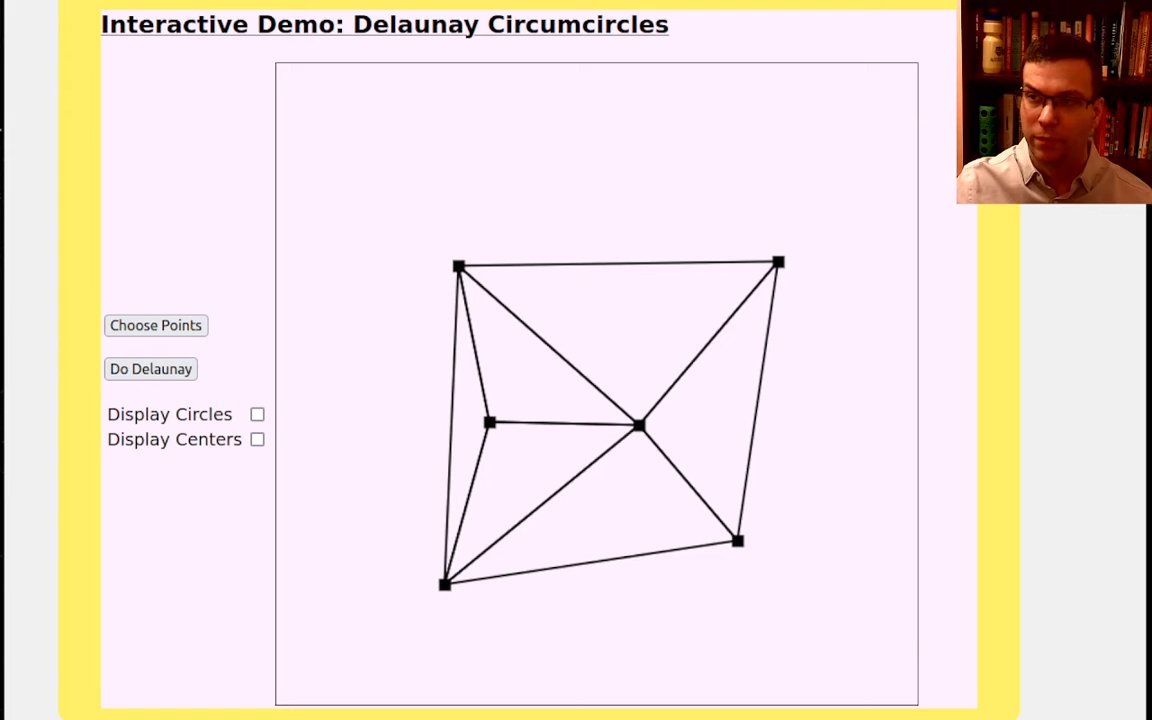 Interactive Demo: Delaunay Circumcircles
Choose Points
Do Delaunay
Display Circles
Display Centers